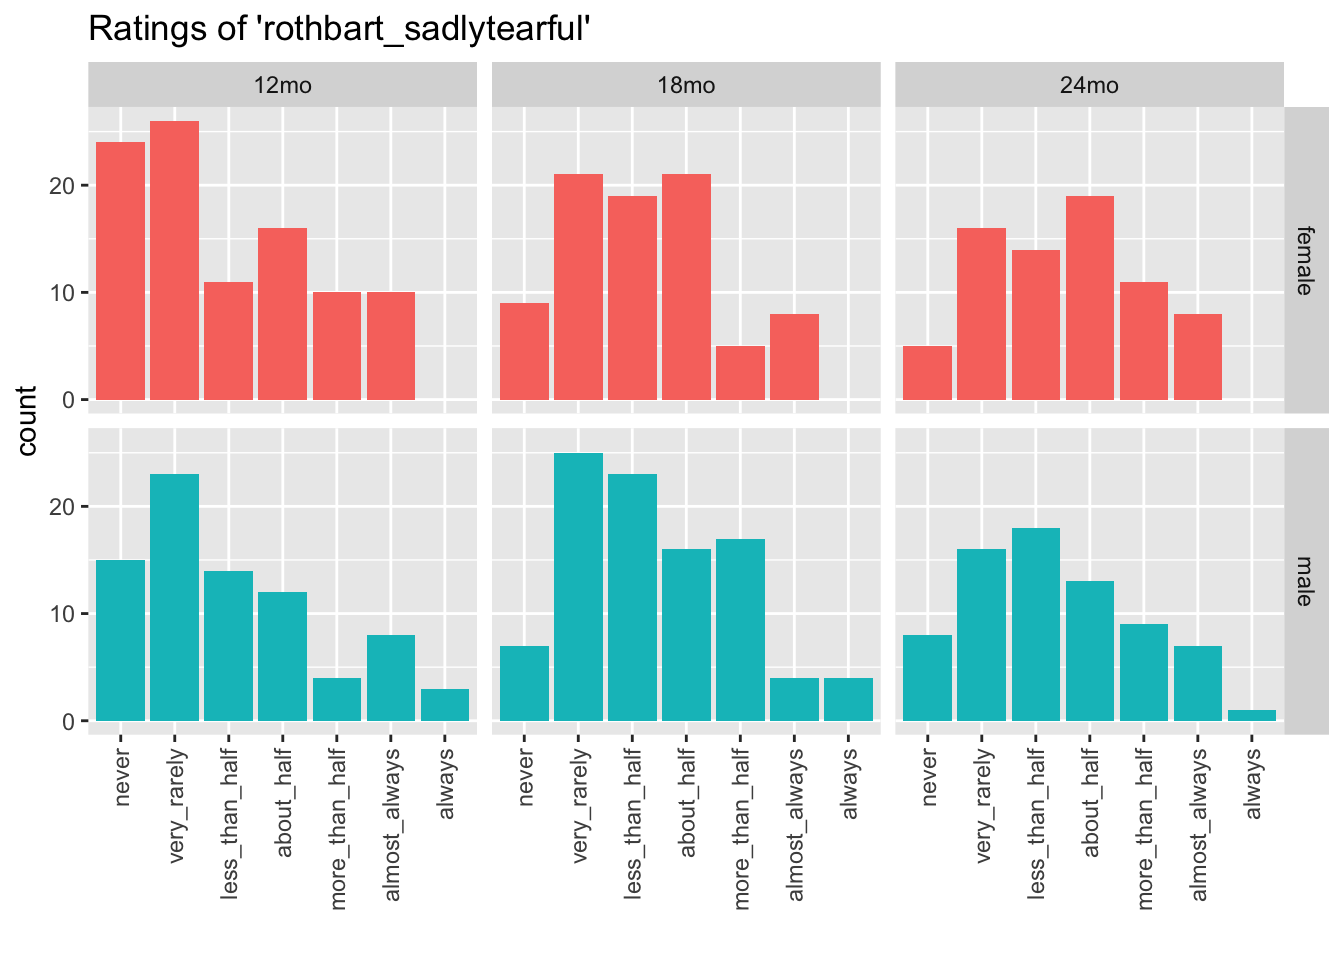 Ratings of 'rothbart_sadlytearful'
12mo 18mo 24mo
20
10
0
female
count
20
10
0
male
never very_rarely less_than_half about_half more_than_half almost_always always never very_rarely less_than_half about_half more_than_half almost_always always never very_rarely less_than_half about_half more_than_half almost_always always